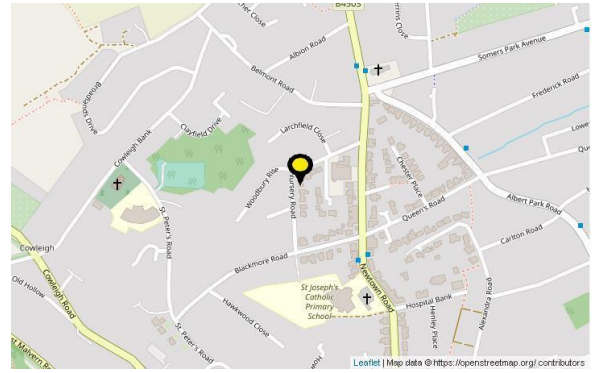 B4503
Albion Road
Somers Park Avenue
Belmont Road
Frederick Road
Clayfield Drive
Larchfield Close
Cowleigh Bank
Woodbury Rise
Nursery Road
Chester Place
Queen's Road
Albert Park Road
Carlton Road
St. Peter's Road
Cowleigh
Blackmore Road
Newtown Road
Cowleigh Road
Old Hollow
St Joseph's
Catholic
Primary
School
Hospital Bank
Alexandra Road
Henley Place
Hawkwood Close
St. Peter's Road
Leaflet | Map data © https://openstreetmap.org/ contributors